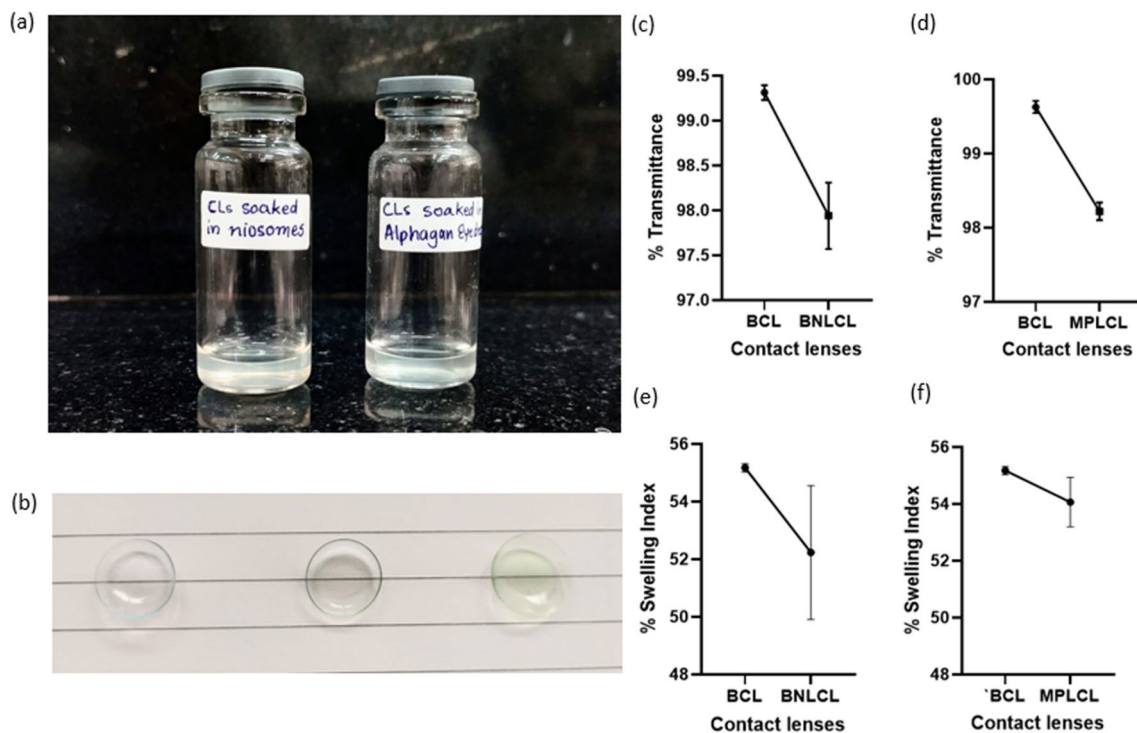 (a)
CLs soaked
in niosomes
CLs soaked
Alphagan
(b)
(c)
99.5
99.0
98.5
98.0
97.5
97.0
% Transmittance
BCL BNLCL
Contact lenses
(d)
100
99
98
97
% Transmittance
BCL MPLCL
Contact lenses
(e)
56
54
52
50
48
% Swelling Index
BCL BNLCL
Contact lenses
(f)
56
54
52
50
48
% Swelling Index
`BCL MPLCL
Contact lenses